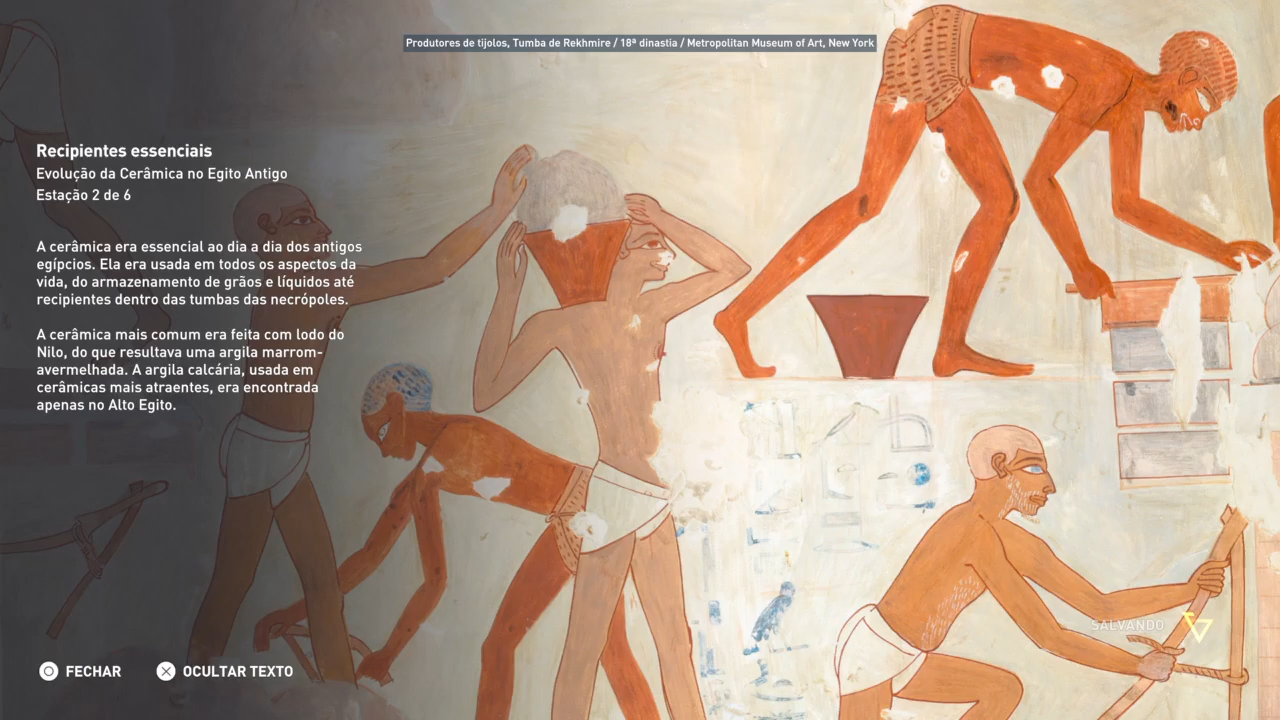 Produtores de tijolos, Tumba de Rekhmire / 18ª dinastia / Metropolitan Museum of Art, New York
Recipientes essenciais
Evolução da Cerâmica no Egito Antigo
Estação 2 de 6
A cerâmica era essencial ao dia a dia dos antigos
egípcios. Ela era usada em todos os aspectos da
vida, do armazenamento de grãos e líquidos até
recipientes dentro das tumbas das necrópoles.
A cerâmica mais comum era feita com lodo do
Nilo, do que resultava uma argila marrom-
avermelhada. A argila calcária, usada em
cerâmicas mais atraentes, era encontrada
apenas no Alto Egito.
SALVANDO
FECHAR
OCULTAR TEXTO